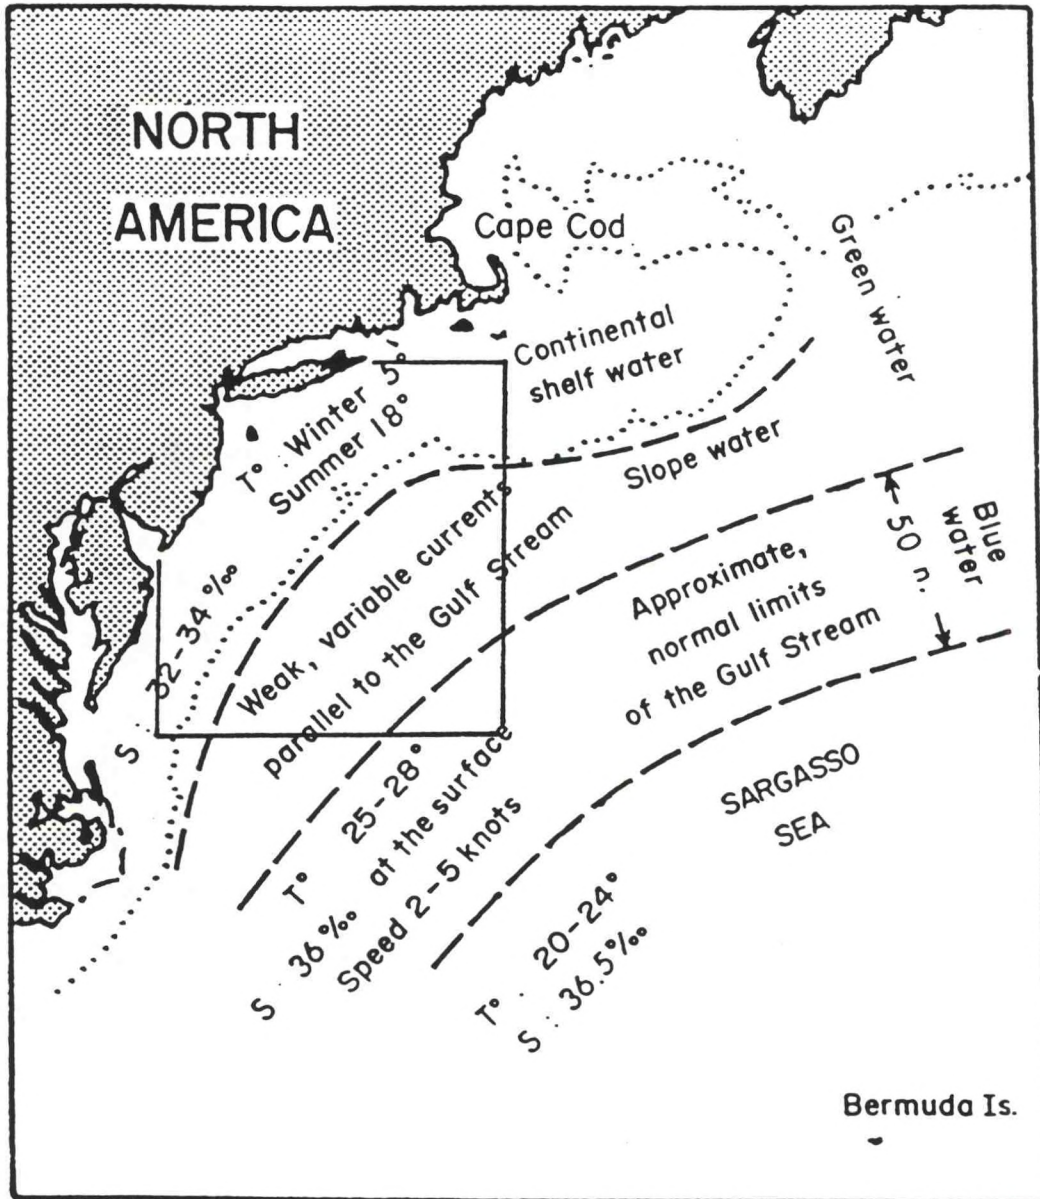 NORTH
AMERICA
Cape Cod
Green water
Continental
shelf water
T° : Winter 5°
Summer 18°
Slope water
Blue
water
50 n.
S : 32-34 ‰
Weak, variable currents
parallel to the Gulf Stream
Approximate,
normal limits
of the Gulf Stream
T° 25-28°
at the surface
S : 36 ‰
Speed 2-5 knots
SARGASSO
SEA
T° : 20-24°
S : 36.5‰
Bermuda Is.